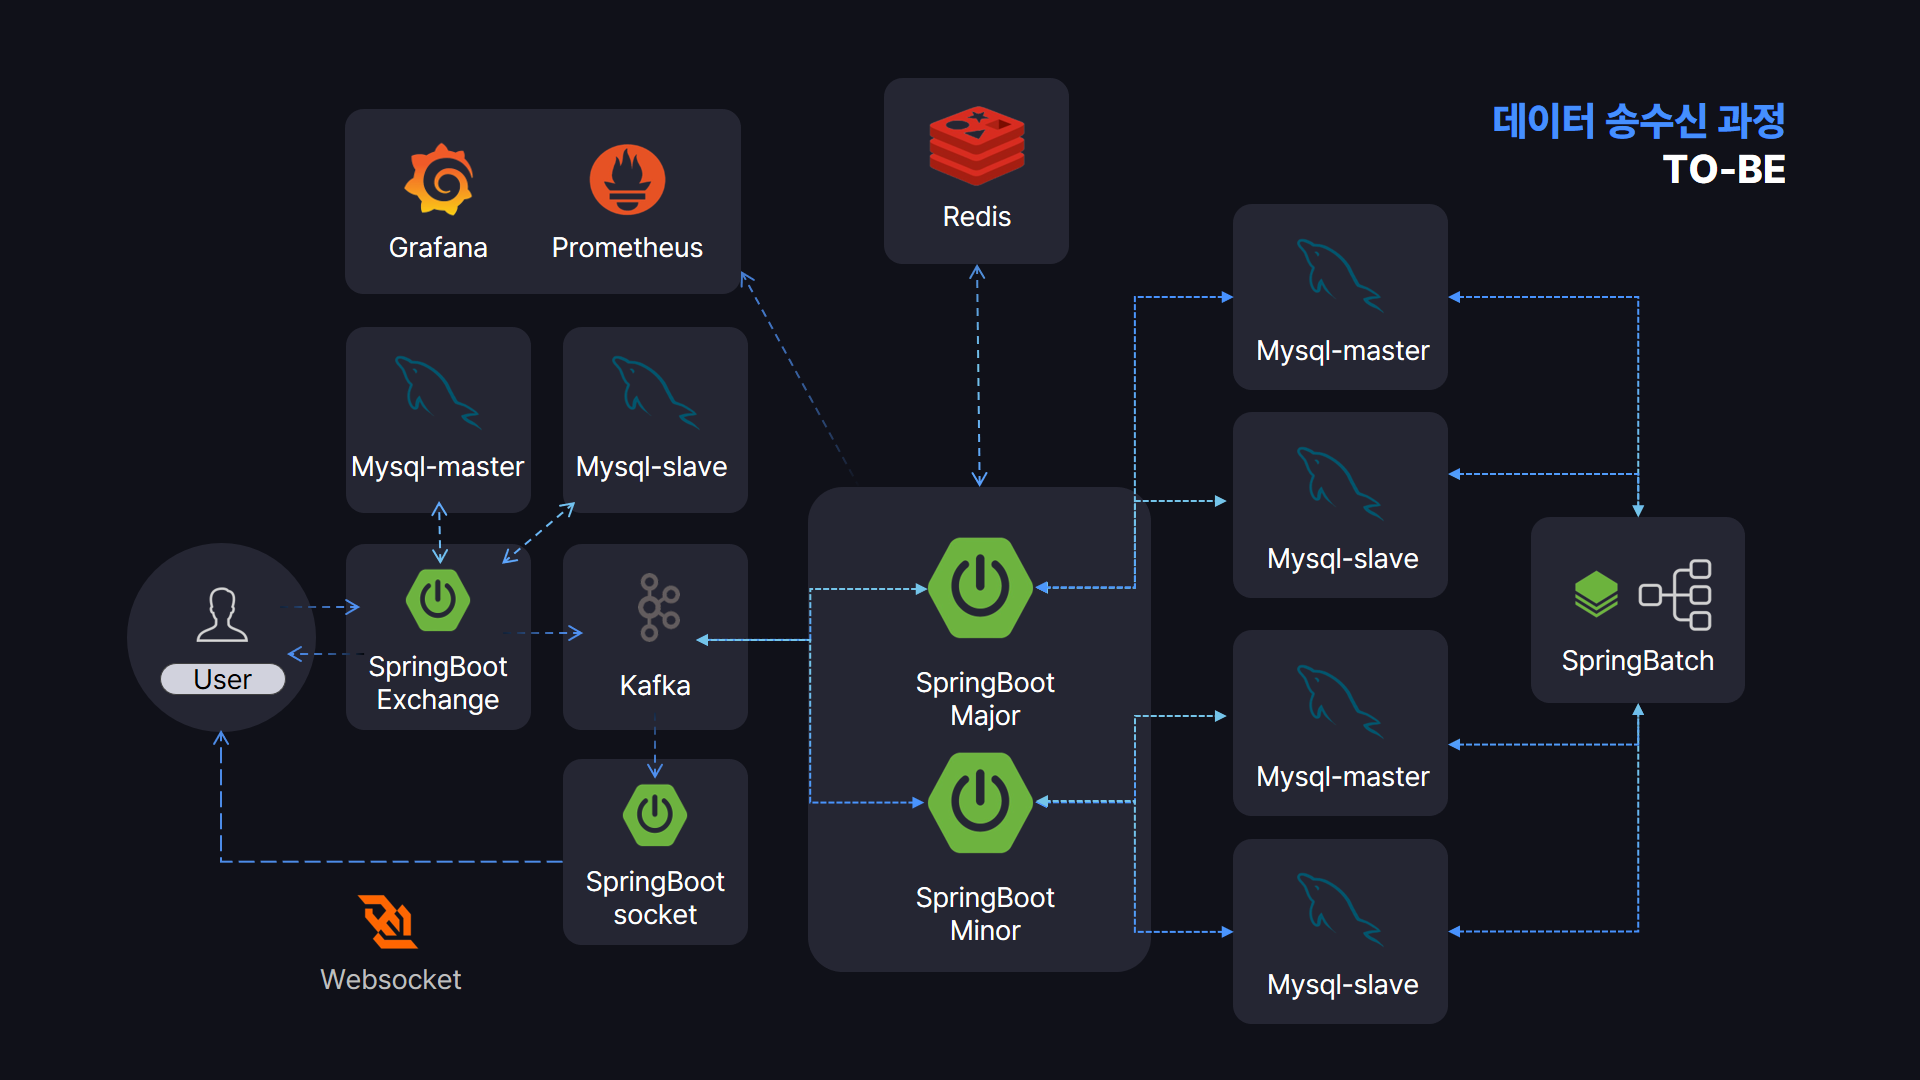 데이터 송수신 과정
TO-BE
Grafana
Prometheus
Redis
Mysql-master
Mysql-slave
Mysql-master
Mysql-slave
User
SpringBoot
Exchange
Kafka
SpringBoot
Major
SpringBatch
Mysql-master
SpringBoot
socket
SpringBoot
Minor
Mysql-slave
Websocket